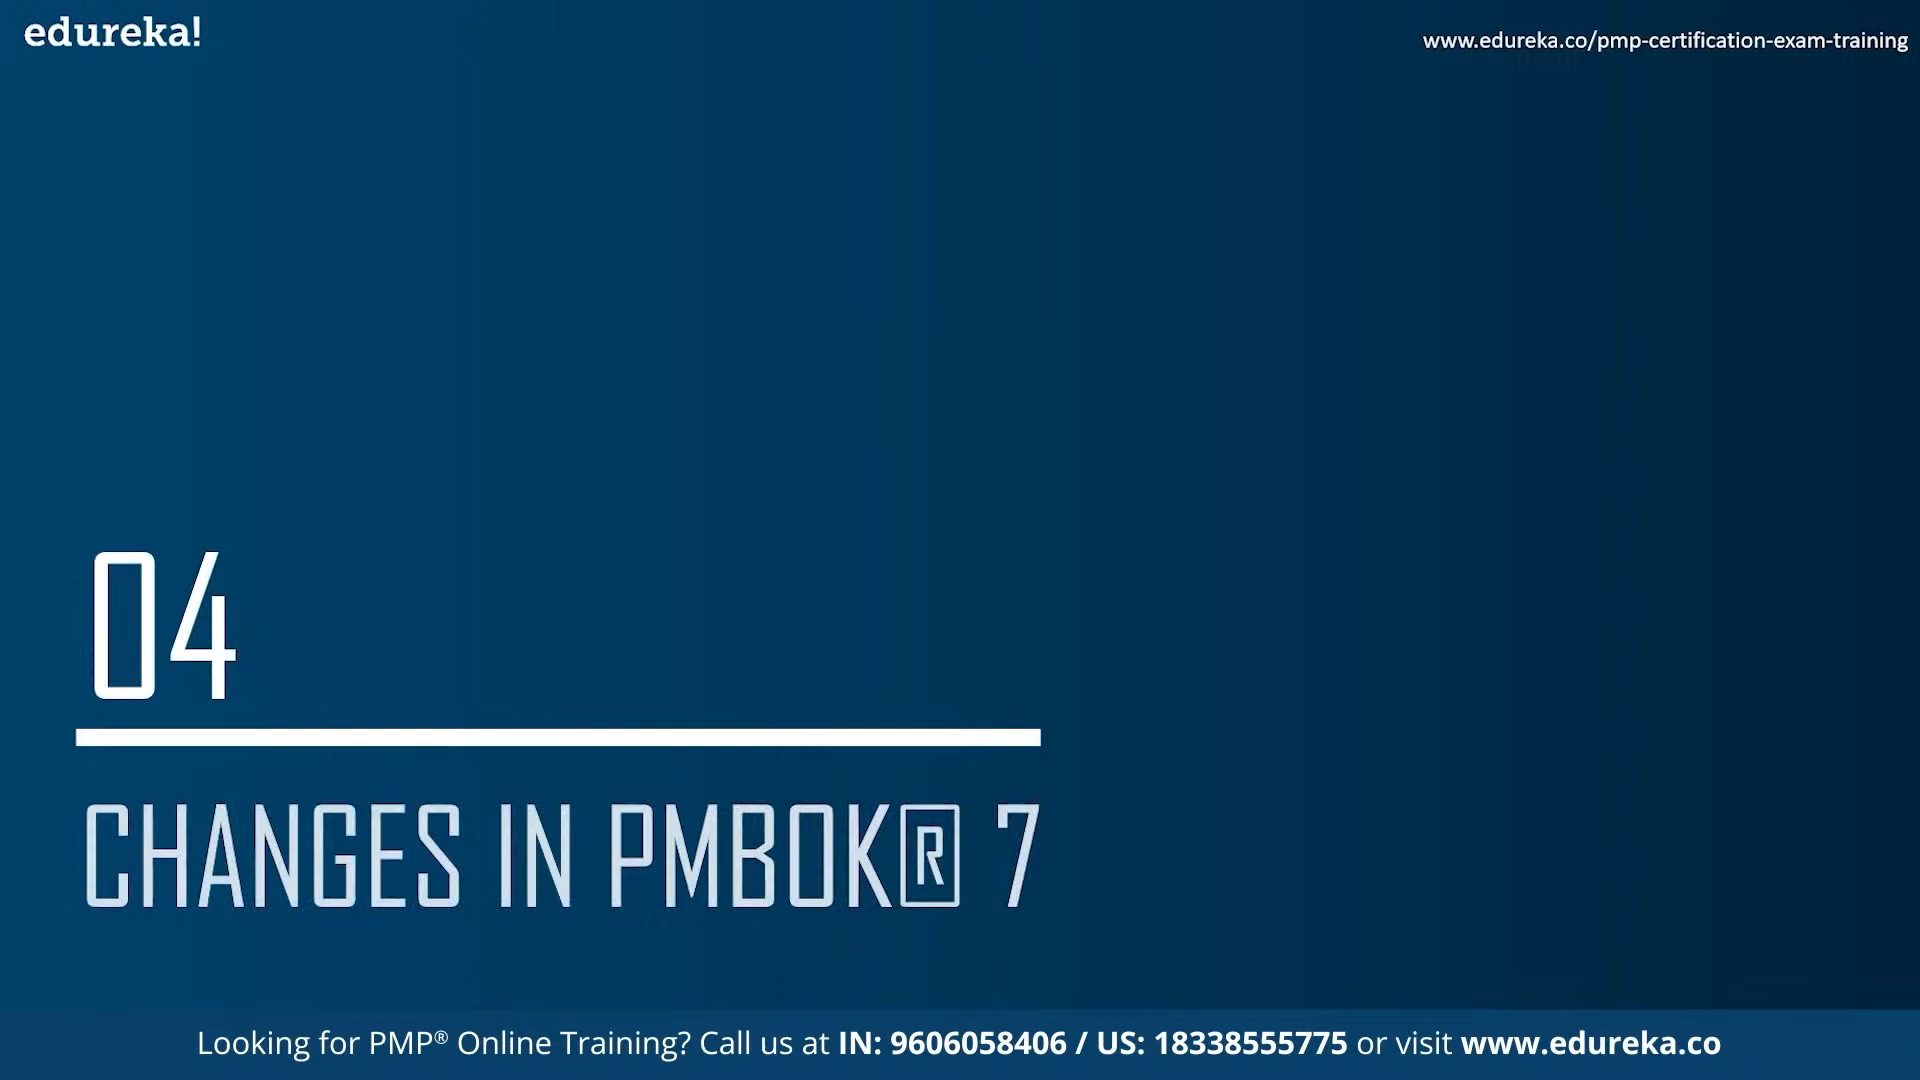 edureka!
www.edureka.co/pmp-certification-exam-training
04
CHANGES IN PMBOK® 7
Looking for PMP® Online Training? Call us at IN: 9606058406 / US: 18338555775 or visit www.edureka.co